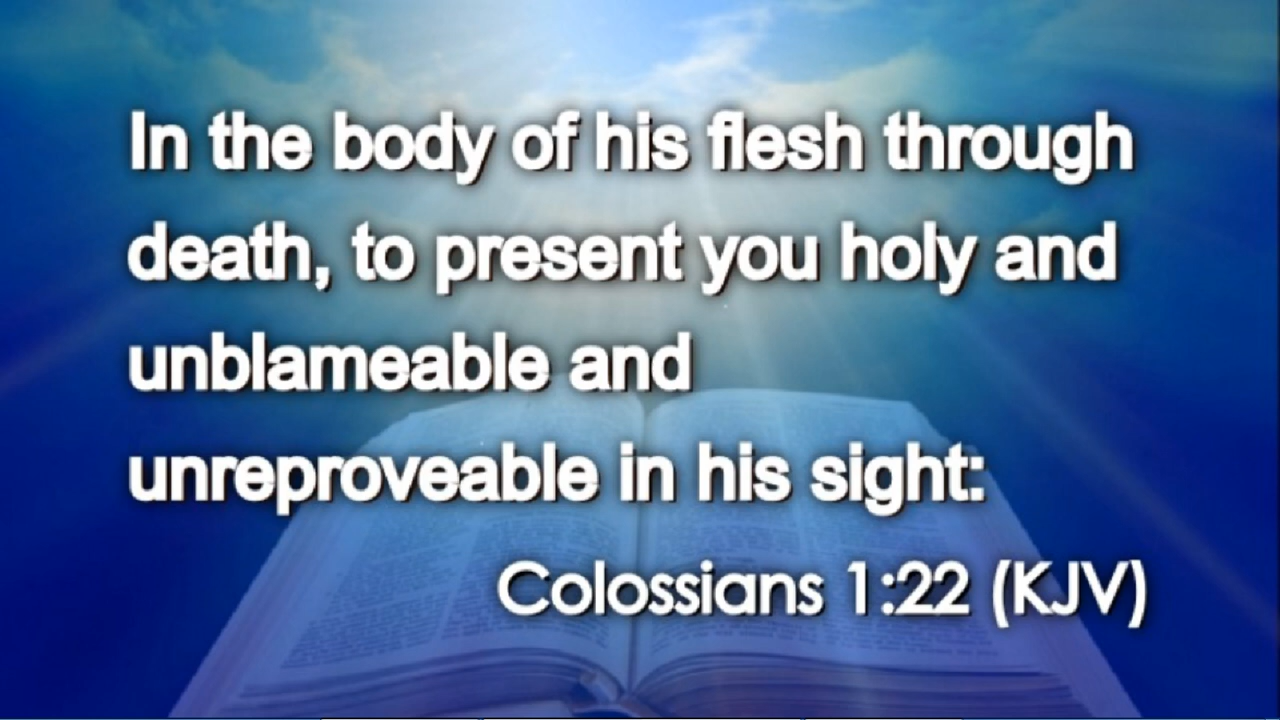 In the body of his flesh through
death, to present you holy and
unblameable and
unreproveable in his sight:
Colossians 1:22 (KJV)